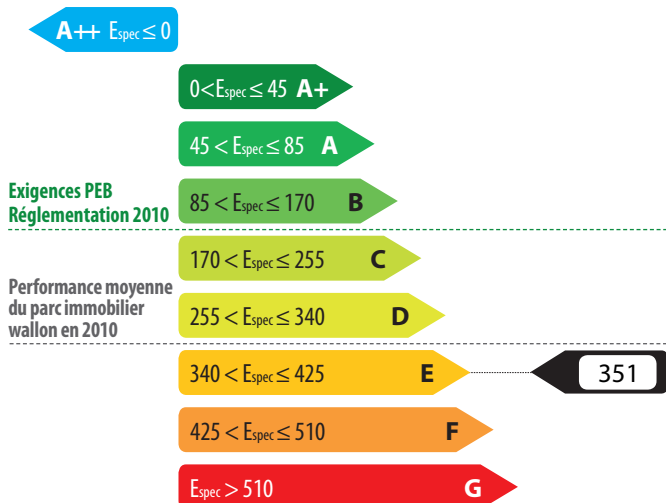 A++ Espec ≤ 0
0<Espec ≤ 45 A+
45 < Espec ≤ 85 A
Exigences PEB
Réglementation 2010
85 < Espec ≤ 170 B
170 < Espec ≤ 255 C
Performance moyenne
du parc immobilier
wallon en 2010
255 < Espec ≤ 340 D
340 < Espec ≤ 425 E
351
425 < Espec ≤ 510 F
Espec > 510 G